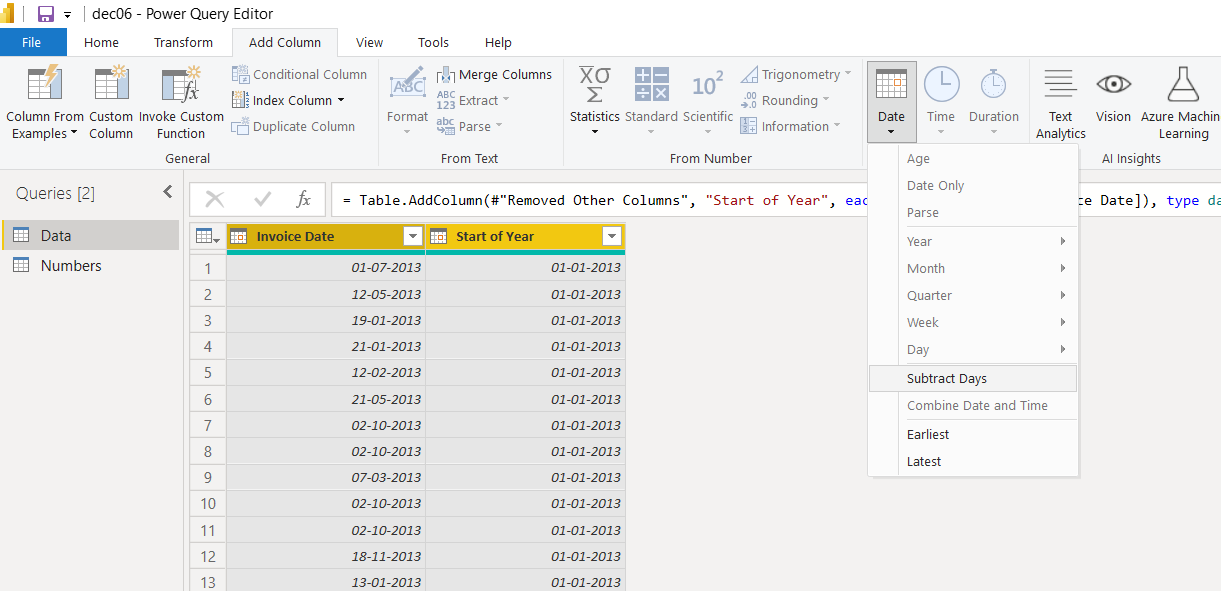 dec06 - Power Query Editor
File Home Transform Add Column View Tools Help
Column From Examples
Custom Column
Invoke Custom Function
Conditional Column
Index Column
Duplicate Column
General
ABC
Format
Merge Columns
ABC 123 Extract
abc Parse
From Text
XΟ Σ
Statistics
Standard
10²
Scientific
Trigonometry
.00 →.0 Rounding
Information
From Number
Date
Time
Duration
Text Analytics
Vision
Azure Machin
Learning
AI Insights
Queries [2]
Data
Numbers
fx
= Table.AddColumn(#"Removed Other Columns", "Start of Year", eac
ce Date]), type da
Age
Date Only
Parse
Year
Month
Quarter
Week
Day
Subtract Days
Combine Date and Time
Earliest
Latest
Invoice Date Start of Year
1 01-07-2013 01-01-2013
2 12-05-2013 01-01-2013
3 19-01-2013 01-01-2013
4 21-01-2013 01-01-2013
5 12-02-2013 01-01-2013
6 21-05-2013 01-01-2013
7 02-10-2013 01-01-2013
8 02-10-2013 01-01-2013
9 07-03-2013 01-01-2013
10 02-10-2013 01-01-2013
11 02-10-2013 01-01-2013
12 18-11-2013 01-01-2013
13 13-01-2013 01-01-2013